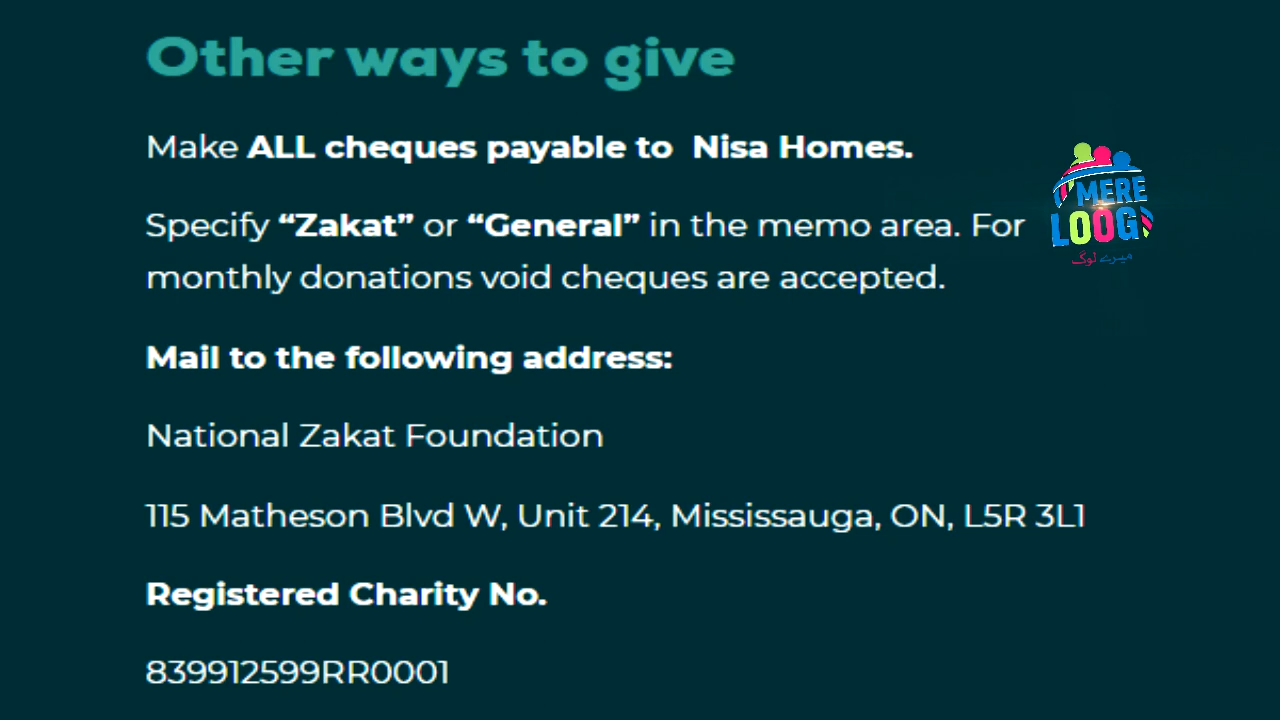 Other ways to give
Make ALL cheques payable to Nisa Homes.
Specify “Zakat” or “General” in the memo area. For
monthly donations void cheques are accepted.
MERE
LOOG
میرے لوگ
Mail to the following address:
National Zakat Foundation
115 Matheson Blvd W, Unit 214, Mississauga, ON, L5R 3L1
Registered Charity No.
839912599RR0001